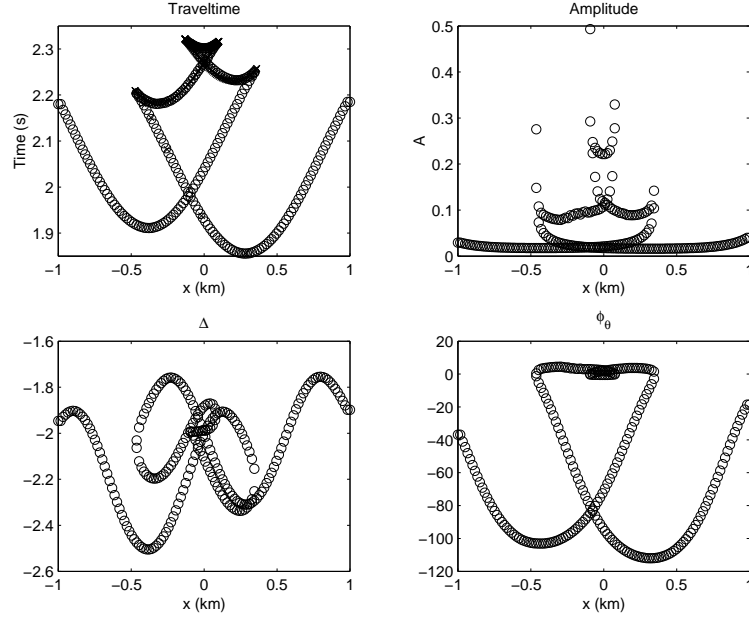 Traveltime
2.3
2.2
2.1
2
1.9
Time (s)
−1 −0.5 0 0.5 1
x (km)
Amplitude
0.5
0.4
0.3
0.2
0.1
0
A
−1 −0.5 0 0.5 1
x (km)
Δ
−1.6
−1.8
−2
−2.2
−2.4
−2.6
−1 −0.5 0 0.5 1
x (km)
ϕθ
20
0
−20
−40
−60
−80
−100
−120
−1 −0.5 0 0.5 1
x (km)